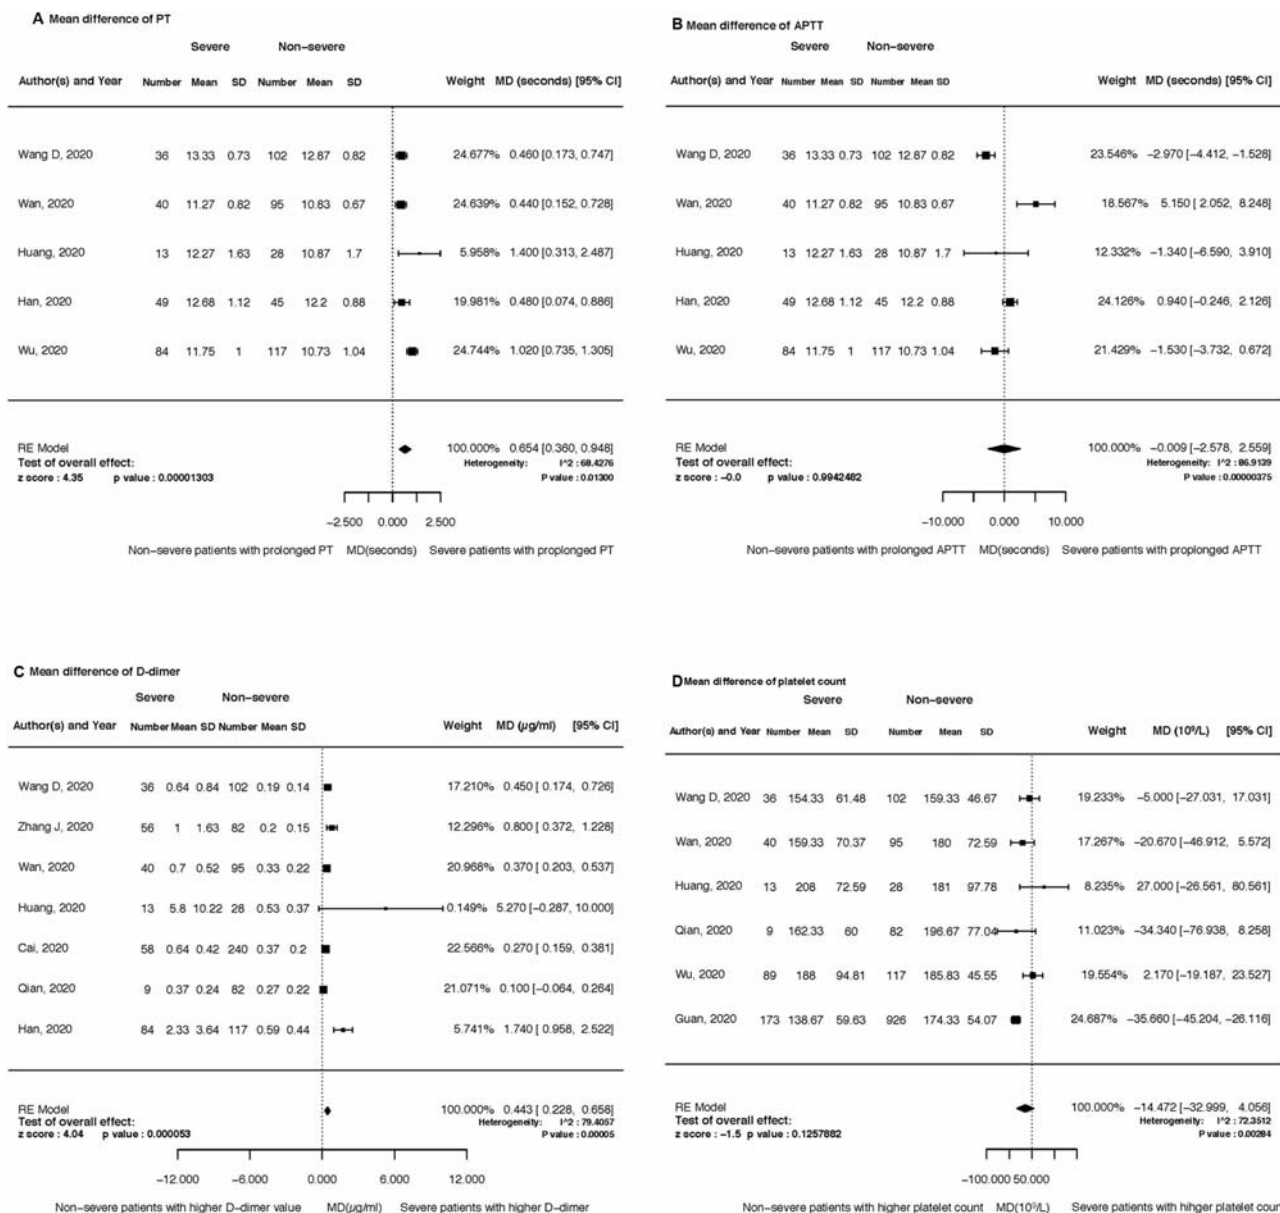 A Mean difference of PT
Severe Non-severe
Author(s) and Year Number Mean SD Number Mean SD Weight MD (seconds) [95% CI]
Wang D, 2020 36 13.33 0.73 102 12.87 0.82 24.677% 0.460 [0.173, 0.747]
Wan, 2020 40 11.27 0.82 95 10.83 0.67 24.639% 0.440 [0.152, 0.728]
Huang, 2020 13 12.27 1.63 28 10.87 1.7 5.958% 1.400 [0.313, 2.487]
Han, 2020 49 12.68 1.12 45 12.2 0.88 19.981% 0.480 [0.074, 0.886]
Wu, 2020 84 11.75 1 117 10.73 1.04 24.744% 1.020 [0.735, 1.305]
RE Model 100.000% 0.654 [0.360, 0.948]
Test of overall effect: Heterogeneity: I^2 : 68.4276
z score : 4.35 p value : 0.00001303 P value : 0.01300
-2.500 0.000 2.500
Non-severe patients with prolonged PT MD(seconds) Severe patients with proplonged PT
B Mean difference of APTT
Severe Non-severe
Author(s) and Year Number Mean SD Number Mean SD Weight MD (seconds) [95% CI]
Wang D, 2020 36 13.33 0.73 102 12.87 0.82 23.546% -2.970 [-4.412, -1.528]
Wan, 2020 40 11.27 0.82 95 10.83 0.67 18.567% 5.150 [ 2.052, 8.248]
Huang, 2020 13 12.27 1.63 28 10.87 1.7 12.332% -1.340 [-6.590, 3.910]
Han, 2020 49 12.68 1.12 45 12.2 0.88 24.126% 0.940 [-0.246, 2.126]
Wu, 2020 84 11.75 1 117 10.73 1.04 21.429% -1.530 [-3.732, 0.672]
RE Model 100.000% -0.009 [-2.578, 2.559]
Test of overall effect: Heterogeneity: I^2 : 86.9139
z score : -0.0 p value : 0.9942482 P value : 0.00000375
-10.000 0.000 10.000
Non-severe patients with prolonged APTT MD(seconds) Severe patients with proplonged APTT
C Mean difference of D-dimer
Severe Non-severe
Author(s) and Year Number Mean SD Number Mean SD Weight MD (µg/ml) [95% CI]
Wang D, 2020 36 0.64 0.84 102 0.19 0.14 17.210% 0.450 [ 0.174, 0.726]
Zhang J, 2020 56 1 1.63 82 0.2 0.15 12.296% 0.800 [ 0.372, 1.228]
Wan, 2020 40 0.7 0.52 95 0.33 0.22 20.968% 0.370 [ 0.203, 0.537]
Huang, 2020 13 5.8 10.22 28 0.53 0.37 0.149% 5.270 [-0.287, 10.000]
Cai, 2020 58 0.64 0.42 240 0.37 0.2 22.566% 0.270 [ 0.159, 0.381]
Qian, 2020 9 0.37 0.24 82 0.27 0.22 21.071% 0.100 [-0.064, 0.264]
Han, 2020 84 2.33 3.64 117 0.59 0.44 5.741% 1.740 [ 0.958, 2.522]
RE Model 100.000% 0.443 [ 0.228, 0.658]
Test of overall effect: Heterogeneity: I^2 : 79.4057
z score : 4.04 p value : 0.000053 P value : 0.00005
-12.000 -6.000 0.000 6.000 12.000
Non-severe patients with higher D-dimer value MD(µg/ml) Severe patients with higher D-dimer
D Mean difference of platelet count
Severe Non-severe
Author(s) and Year Number Mean SD Number Mean SD Weight MD (10⁹/L) [95% CI]
Wang D, 2020 36 154.33 61.48 102 159.33 46.67 19.233% -5.000 [-27.031, 17.031]
Wan, 2020 40 159.33 70.37 95 180 72.59 17.267% -20.670 [-46.912, 5.572]
Huang, 2020 13 208 72.59 28 181 97.78 8.235% 27.000 [-26.561, 80.561]
Qian, 2020 9 162.33 60 82 196.67 77.04 11.023% -34.340 [-76.938, 8.258]
Wu, 2020 89 188 94.81 117 185.83 45.55 19.554% 2.170 [-19.187, 23.527]
Guan, 2020 173 138.67 59.63 926 174.33 54.07 24.687% -35.660 [-45.204, -26.116]
RE Model 100.000% -14.472 [-32.999, 4.056]
Test of overall effect: Heterogeneity: I^2 : 72.3512
z score : -1.5 p value : 0.1257882 P value : 0.00284
-100.000 50.000
Non-severe patients with higher platelet count MD(10⁹/L) Severe patients with hihger platelet coun